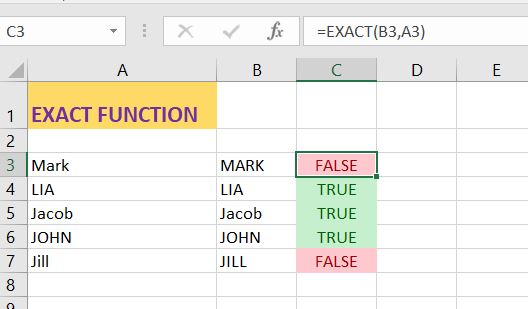 C3 fx =EXACT(B3,A3)
A B C D E
1 EXACT FUNCTION
2
3 Mark MARK FALSE
4 LIA LIA TRUE
5 Jacob Jacob TRUE
6 JOHN JOHN TRUE
7 Jill JILL FALSE
8
9